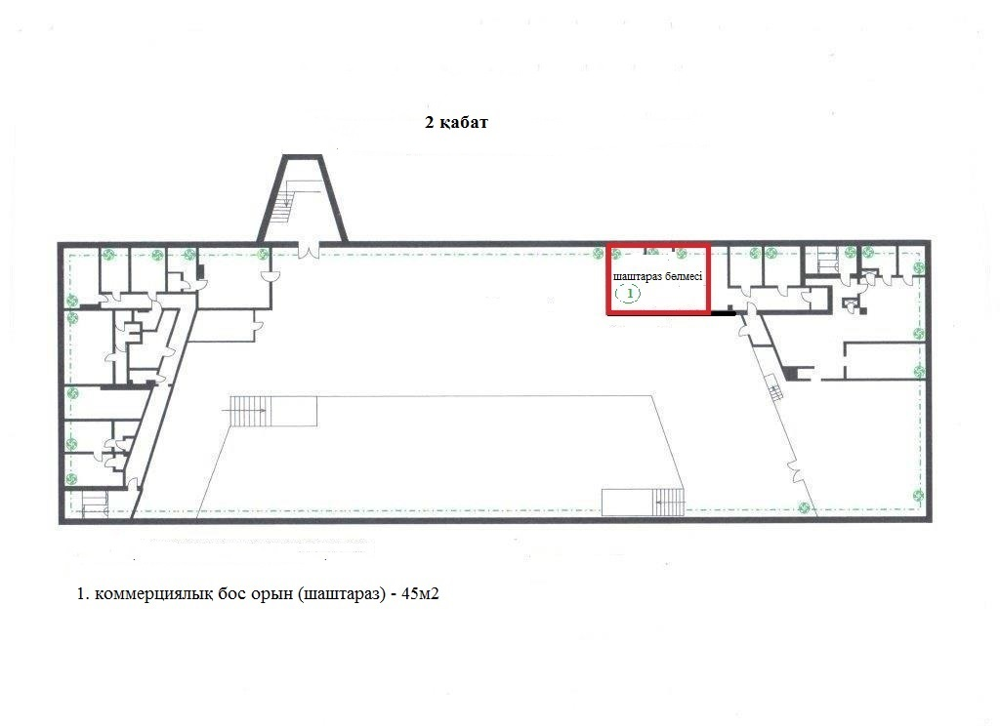 2 қабат
шаштараз бөлмесі
1
1. коммерциялық бос орын (шаштараз) - 45м2